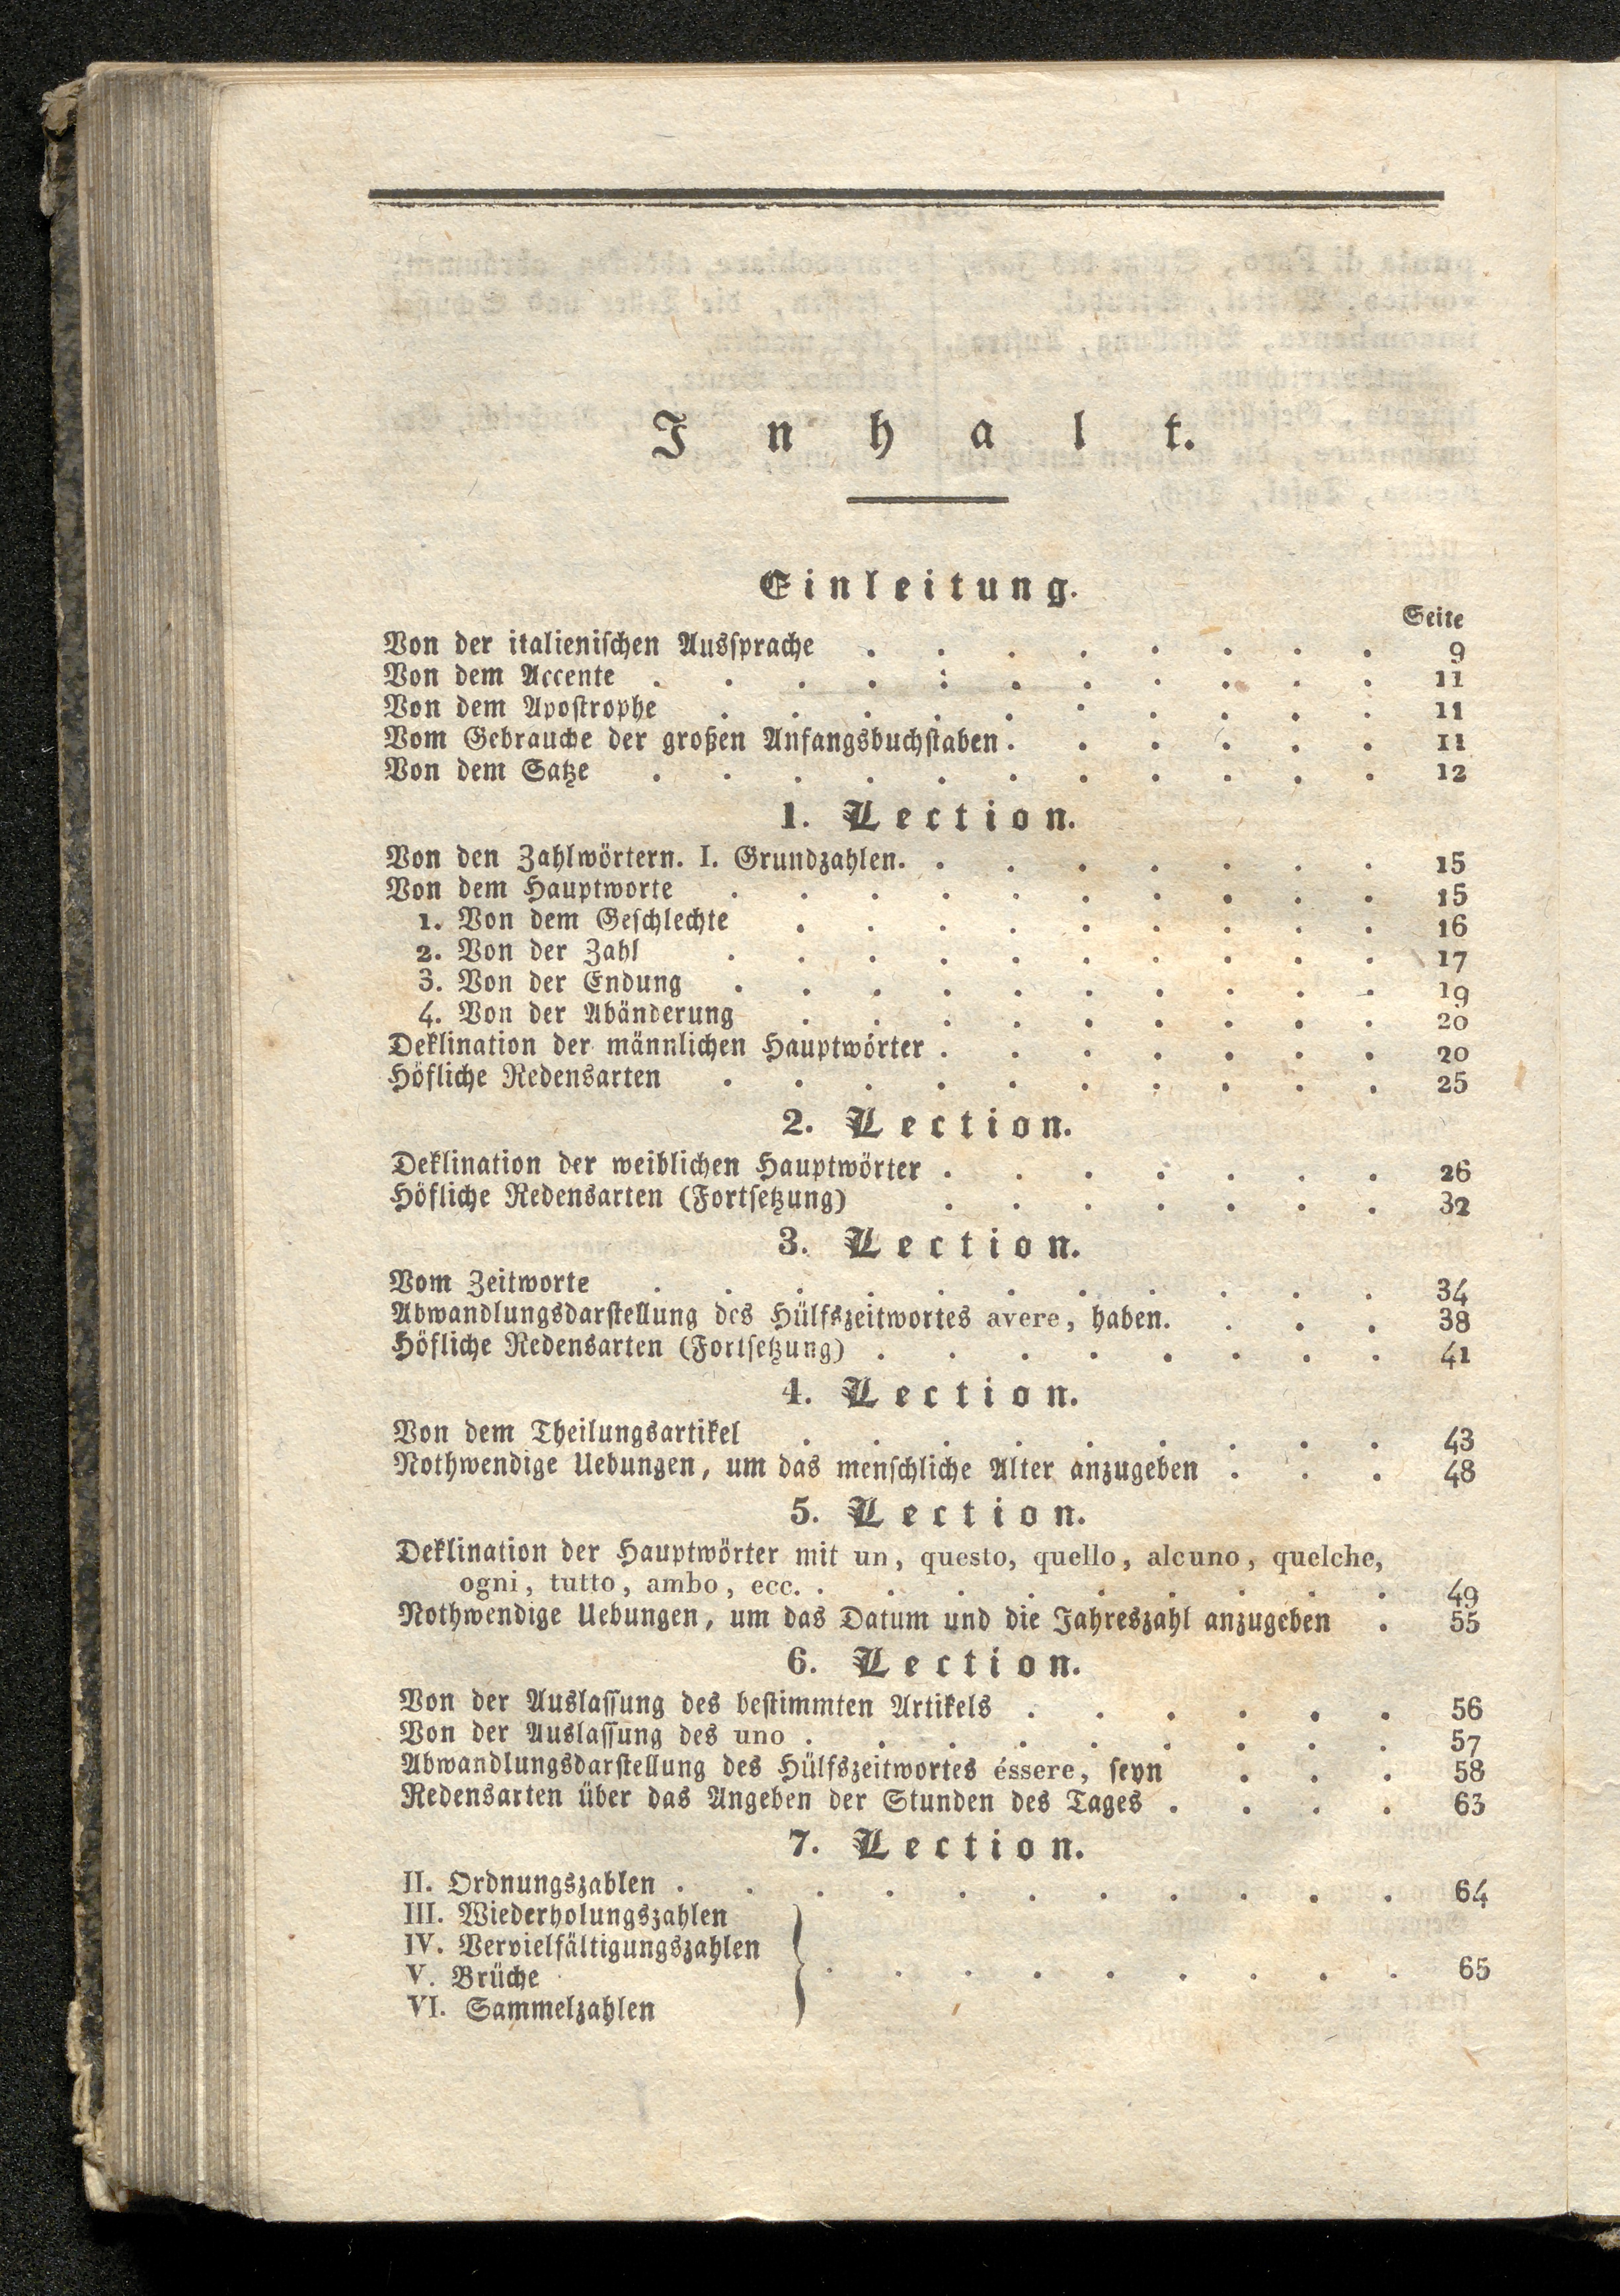 Inhalt.
Einleitung.
Seite
Von der italienischen Aussprache . . . . . . . . 9
Von dem Accente . . . . . . . . . . . 11
Von dem Apostrophe . . . . . . . . . . 11
Vom Gebrauche der großen Anfangsbuchstaben . . . . . . 11
Von dem Satze . . . . . . . . . . . 12
1. Lection.
Von den Zahlwörtern. I. Grundzahlen. . . . . . . . 15
Von dem Hauptworte . . . . . . . . . . 15
1. Von dem Geschlechte . . . . . . . . . 16
2. Von der Zahl . . . . . . . . . . 17
3. Von der Endung . . . . . . . . . . 19
4. Von der Abänderung . . . . . . . . . 20
Deklination der männlichen Hauptwörter . . . . . . . 20
Höfliche Redensarten . . . . . . . . . . 25
2. Lection.
Deklination der weiblichen Hauptwörter . . . . . . . 26
Höfliche Redensarten (Fortsetzung) . . . . . . . 32
3. Lection.
Vom Zeitworte . . . . . . . . . . . 34
Abwandlungsdarstellung des Hülfszeitwortes avere, haben. . . . 38
Höfliche Redensarten (Fortsetzung) . . . . . . . . 41
4. Lection.
Von dem Theilungsartikel . . . . . . . . . 43
Nothwendige Uebungen, um das menschliche Alter anzugeben . . . 48
5. Lection.
Deklination der Hauptwörter mit un, questo, quello, alcuno, quelche,
ogni, tutto, ambo, ecc. . . . . . . . . . 49
Nothwendige Uebungen, um das Datum und die Jahreszahl anzugeben . 55
6. Lection.
Von der Auslassung des bestimmten Artikels . . . . . . 56
Von der Auslassung des uno . . . . . . . . . 57
Abwandlungsdarstellung des Hülfszeitwortes éssere, seyn . . . 58
Redensarten über das Angeben der Stunden des Tages . . . . 63
7. Lection.
II. Ordnungszahlen . . . . . . . . . . . 64
III. Wiederholungszahlen
IV. Vervielfältigungszahlen
V. Brüche . . . . . . . . . 65
VI. Sammelzahlen